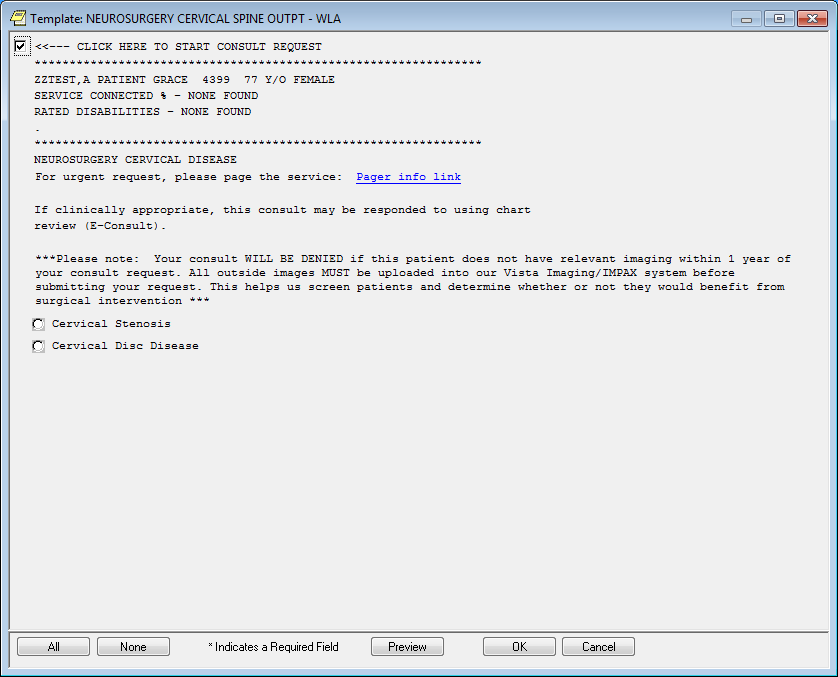 Template: NEUROSURGERY CERVICAL SPINE OUTPT - WLA
<<--- CLICK HERE TO START CONSULT REQUEST
****************************************************************
ZZTEST,A PATIENT GRACE  4399  77 Y/O FEMALE
SERVICE CONNECTED % - NONE FOUND
RATED DISABILITIES - NONE FOUND
.
****************************************************************
NEUROSURGERY CERVICAL DISEASE
For urgent request, please page the service:  Pager info link
If clinically appropriate, this consult may be responded to using chart
review (E-Consult).
***Please note:  Your consult WILL BE DENIED if this patient does not have relevant imaging within 1 year of
your consult request. All outside images MUST be uploaded into our Vista Imaging/IMPAX system before
submitting your request. This helps us screen patients and determine whether or not they would benefit from
surgical intervention ***
Cervical Stenosis
Cervical Disc Disease
All
None
* Indicates a Required Field
Preview
OK
Cancel